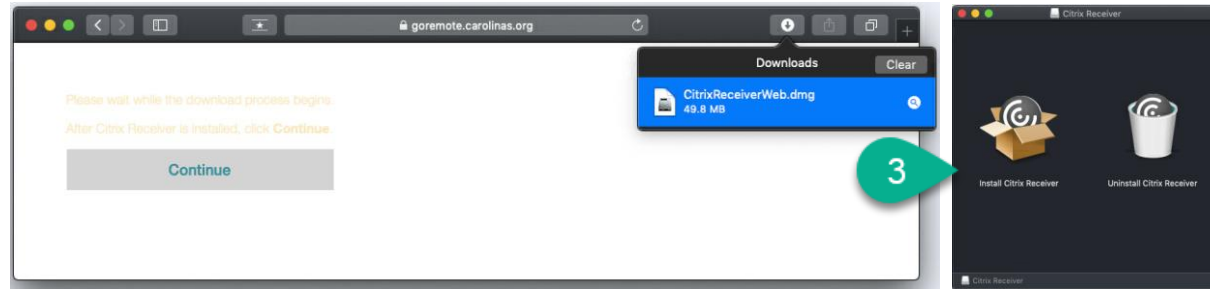 goremote.carolinas.org
Downloads
Clear
CitrixReceiverWeb.dmg
49.8 MB
Please wait while the download process begins.
After Citrix Receiver is installed, click Continue.
Continue
3
Citrix Receiver
Install Citrix Receiver
Uninstall Citrix Receiver
Citrix Receiver